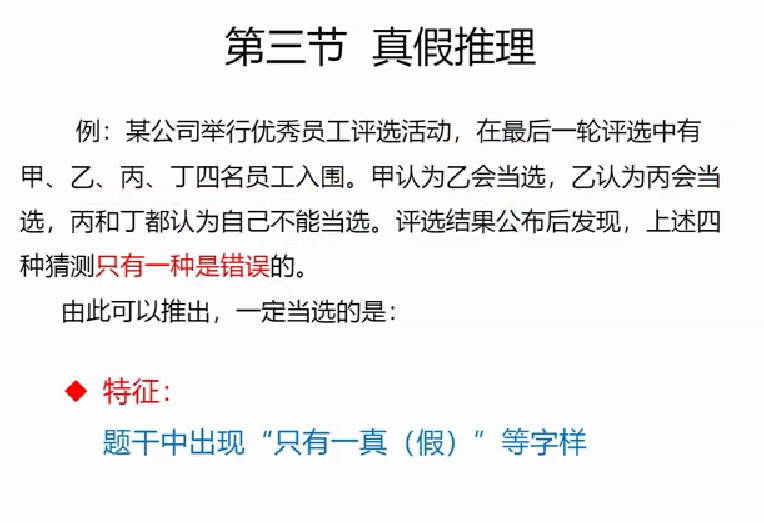 第三节 真假推理
例：某公司举行优秀员工评选活动，在最后一轮评选中有
甲、乙、丙、丁四名员工入围。甲认为乙会当选，乙认为丙会当
选，丙和丁都认为自己不能当选。评选结果公布后发现，上述四
种猜测只有一种是错误的。
由此可以推出，一定当选的是：
◆ 特征：
题干中出现“只有一真（假）”等字样